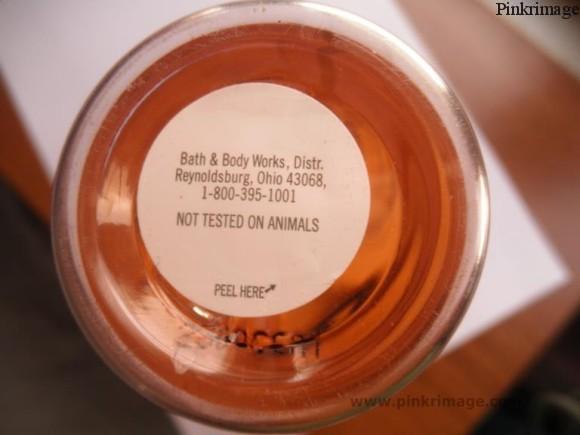 Pinkrimage
Bath & Body Works, Distr.
Reynoldsburg, Ohio 43068,
1-800-395-1001
NOT TESTED ON ANIMALS
PEEL HERE
www.pinkrimage.com